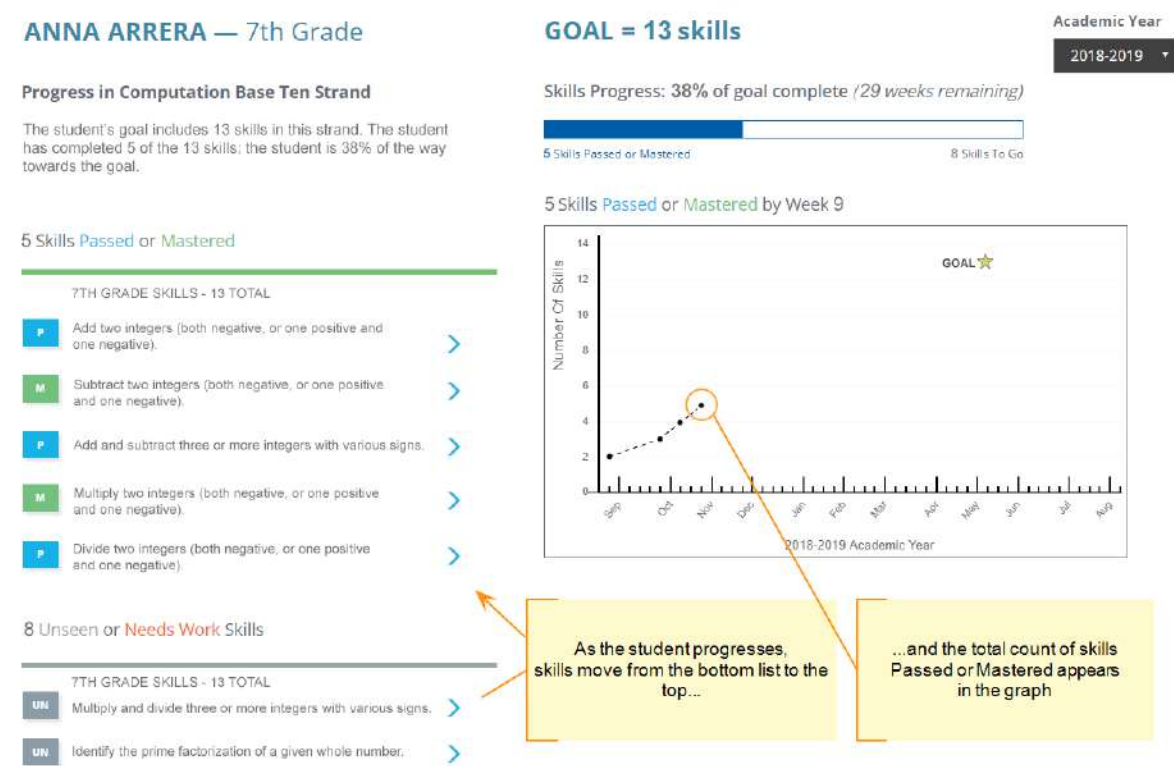 ANNA ARRERA — 7th Grade
Progress in Computation Base Ten Strand
The student's goal includes 13 skills in this strand. The student
has completed 5 of the 13 skills; the student is 38% of the way
towards the goal.
5 Skills Passed or Mastered
7TH GRADE SKILLS - 13 TOTAL
P
Add two integers (both negative, or one positive and
one negative).
M
Subtract two integers (both negative, or one positive
and one negative).
P
Add and subtract three or more integers with various signs.
M
Multiply two integers (both negative, or one positive
and one negative).
P
Divide two integers (both negative, or one positive
and one negative)
8 Unseen or Needs Work Skills
7TH GRADE SKILLS - 13 TOTAL
UN
Multiply and divide three or more integers with various signs.
UN
Identify the prime factorization of a given whole number.
GOAL = 13 skills
Academic Year
2018-2019
Skills Progress: 38% of goal complete (29 weeks remaining)
5 Skills Passed or Mastered
8 Skills To Go
5 Skills Passed or Mastered by Week 9
Number Of Skills
14
12
10
8
6
4
2
0
GOAL
Sep
Oct
Nov
Dec
Jan
Feb
Mar
Apr
May
Jun
Jul
Aug
2018-2019 Academic Year
As the student progresses,
skills move from the bottom list to the
top...
...and the total count of skills
Passed or Mastered appears
in the graph